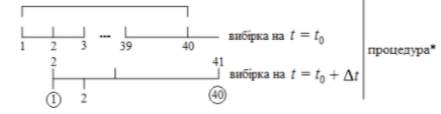 1 2 3 ... 39 40 вибірка на t = t₀
процедура*
2 41
вибірка на t = t₀ + Δt
1 2 40